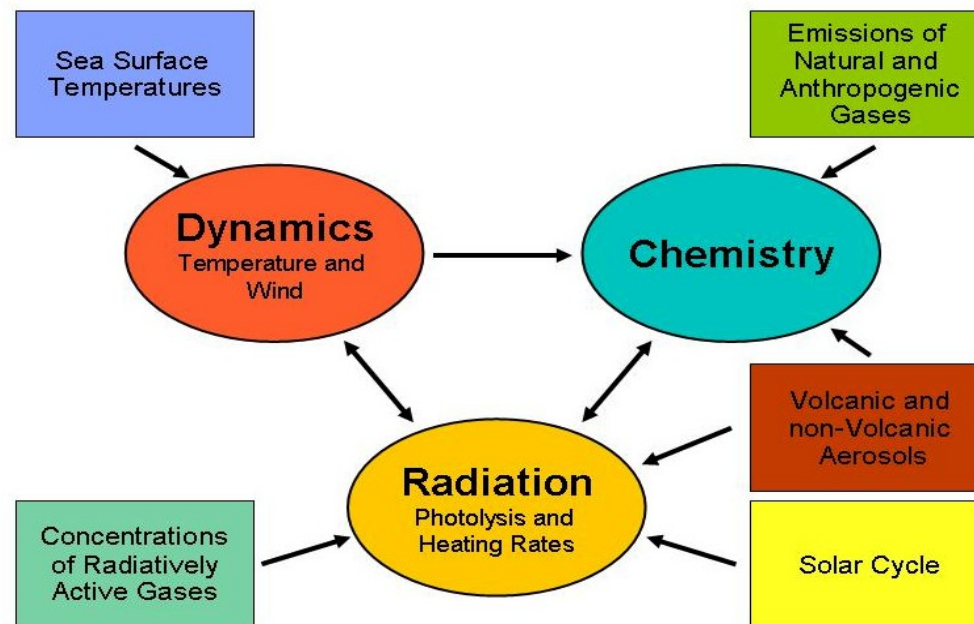 Sea Surface
Temperatures
Emissions of
Natural and
Anthropogenic
Gases
Dynamics
Temperature and
Wind
Chemistry
Volcanic and
non-Volcanic
Aerosols
Radiation
Photolysis and
Heating Rates
Concentrations
of Radiatively
Active Gases
Solar Cycle